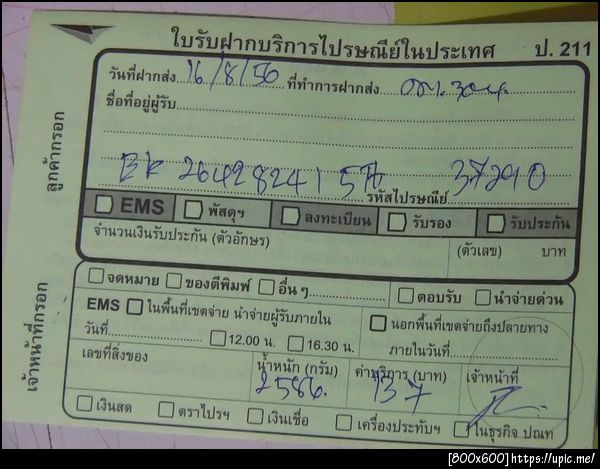 ใบรับฝากบริการไปรษณีย์ในประเทศ ป. 211
วันที่ฝากส่ง 16/8/56 ที่ทำการฝากส่ง
ชื่อที่อยู่ผู้รับ
EK 264282415 TH รหัสไปรษณีย์ 37290
EMS พัสดุฯ ลงทะเบียน รับรอง รับประกัน
จำนวนเงินรับประกัน (ตัวอักษร) (ตัวเลข) บาท
ลูกค้ากรอก
จดหมาย ของตีพิมพ์ อื่น ๆ ตอบรับ นำจ่ายด่วน
EMS ในพื้นที่เขตจ่าย นำจ่ายผู้รับภายใน นอกพื้นที่เขตจ่ายถึงปลายทาง
วันที่ 12.00 น. 16.30 น. ภายในวันที่
เลขที่สิ่งของ น้ำหนัก (กรัม) ค่าบริการ (บาท) เจ้าหน้าที่
2586. 137
เงินสด ตราไปรฯ เงินเชื่อ เครื่องประทับฯ ในธุรกิจ ปณท
เจ้าหน้าที่กรอก
[800x600] https://upic.me/